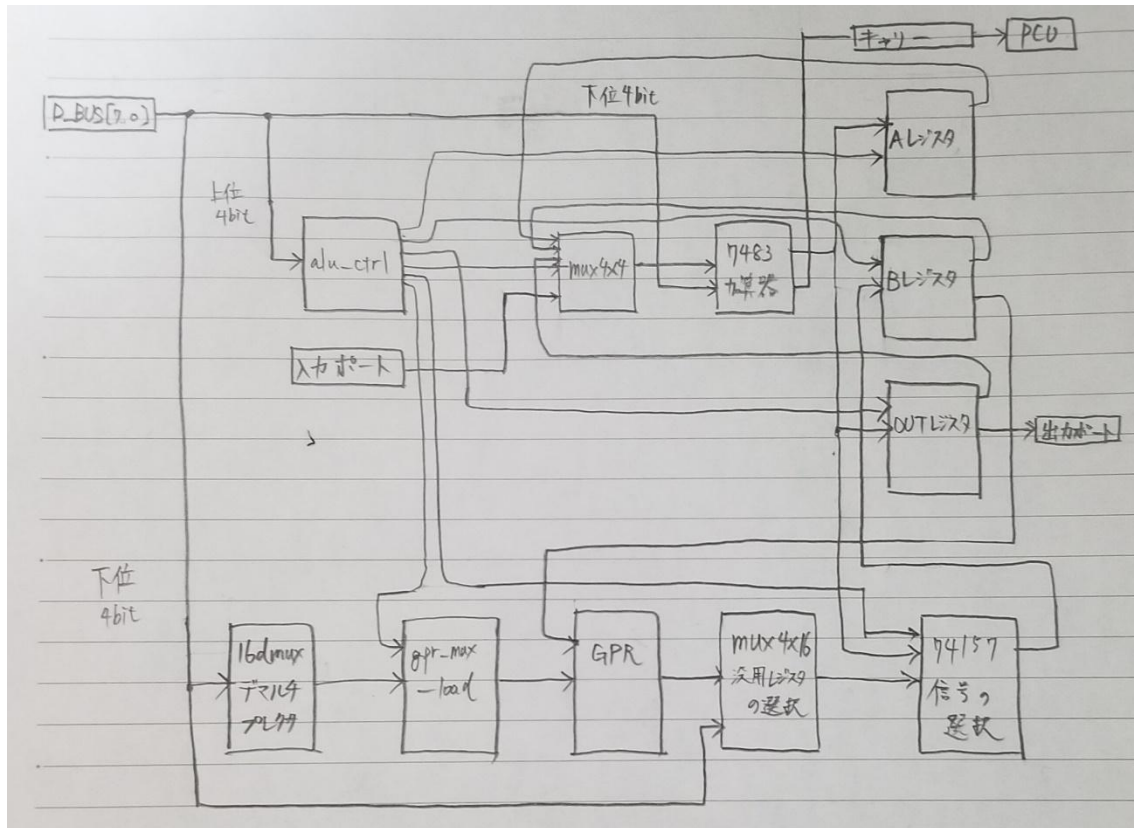 キャリー
PCU
下位4bit
D_BUS[7..0]
Aレジスタ
上位
4bit
alu_ctrl
mux4x4
7483
加算器
Bレジスタ
入力ポート
OUTレジスタ
出力ポート
下位
4bit
16dmux
デマルチ
プレクサ
gpr_mux
-load
GPR
mux4x16
汎用レジスタ
の選択
74157
信号の
選択